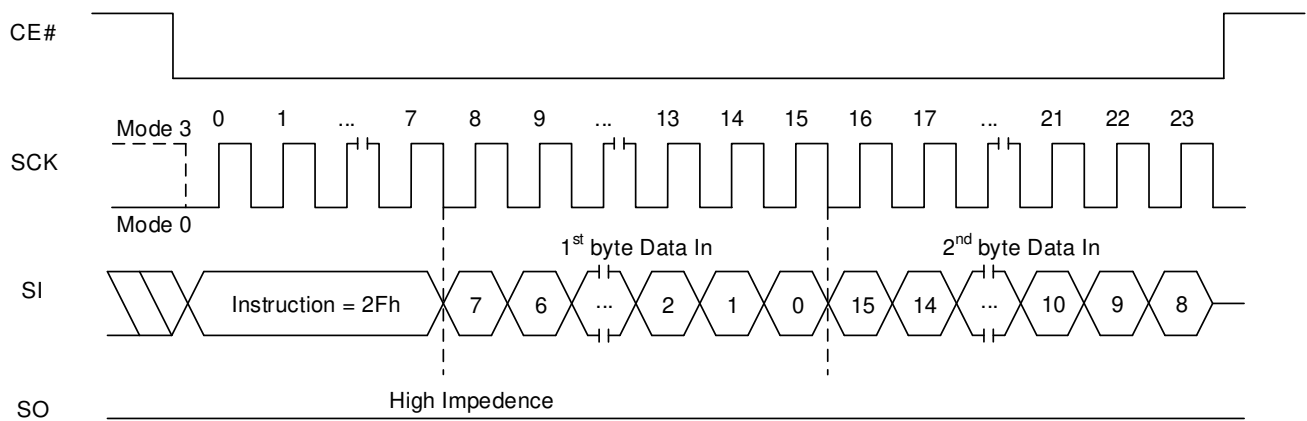 CE#
0 1 ... 7 8 9 ... 13 14 15 16 17 ... 21 22 23
Mode 3
SCK
Mode 0
1st byte Data In 2nd byte Data In
SI Instruction = 2Fh 7 6 ... 2 1 0 15 14 ... 10 9 8
High Impedence
SO